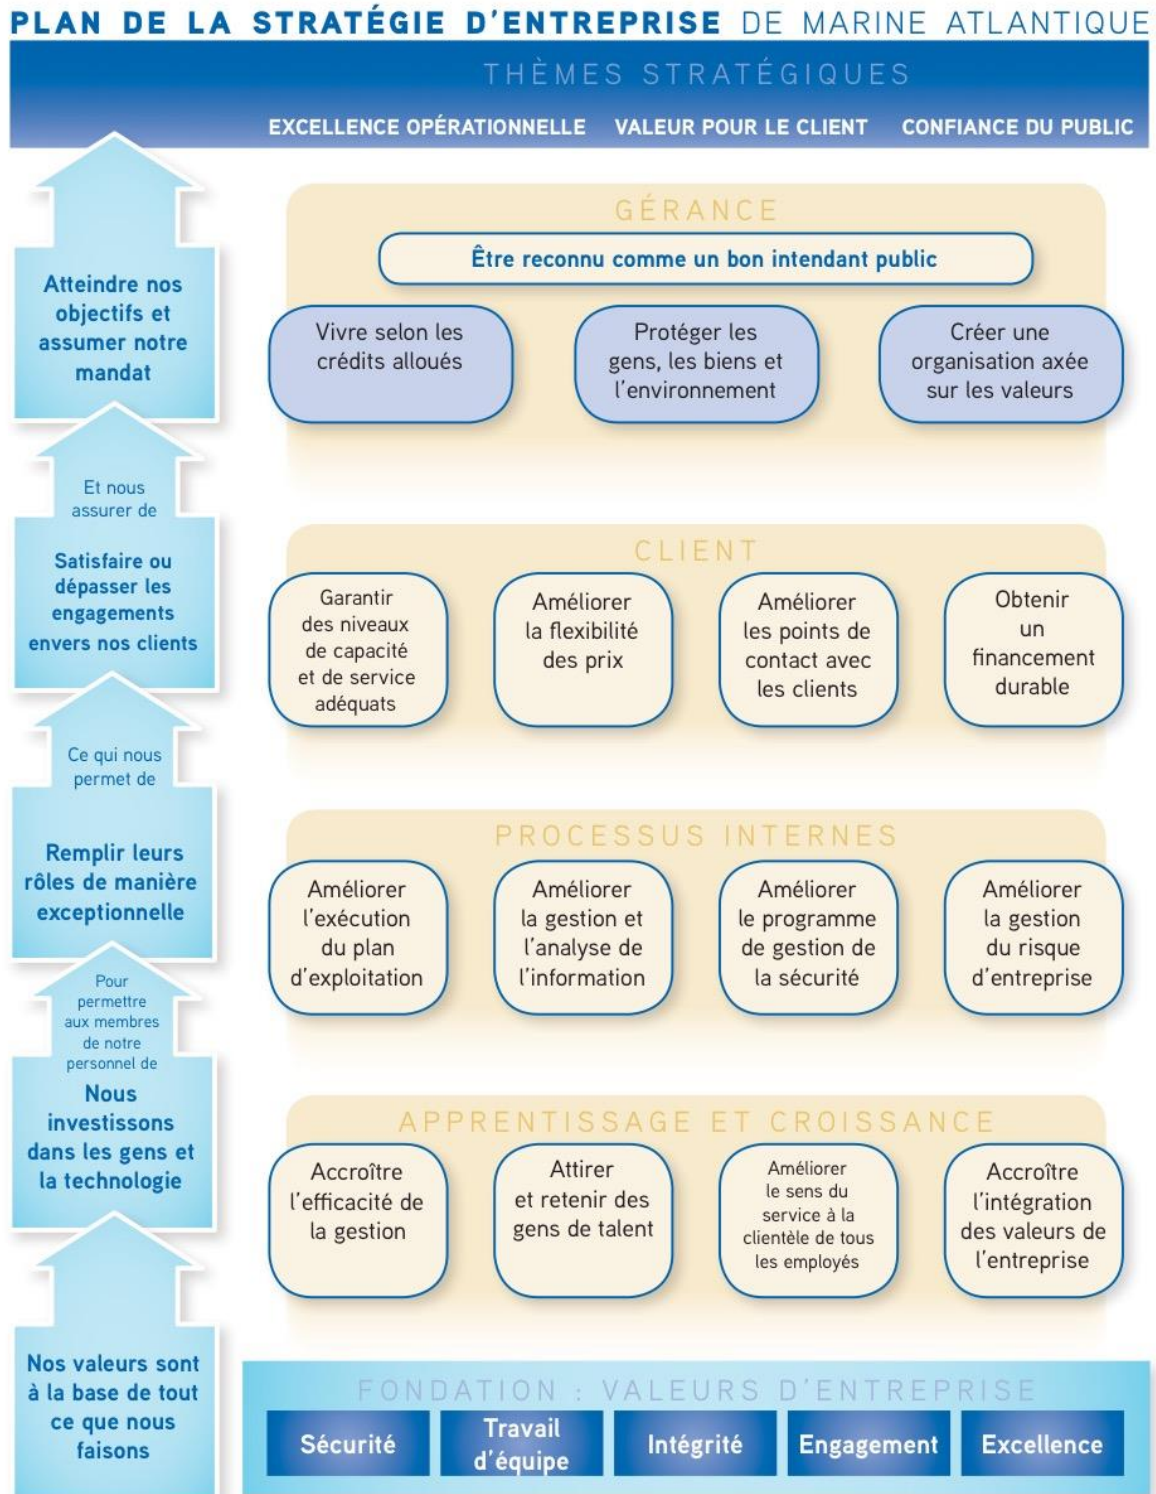 PLAN DE LA STRATÉGIE D'ENTREPRISE DE MARINE ATLANTIQUE
THÈMES STRATÉGIQUES
EXCELLENCE OPÉRATIONNELLE VALEUR POUR LE CLIENT CONFIANCE DU PUBLIC
Atteindre nos
objectifs et
assumer notre
mandat
GÉRANCE
Être reconnu comme un bon intendant public
Vivre selon les
crédits alloués
Protéger les
gens, les biens et
l'environnement
Créer une
organisation axée
sur les valeurs
Et nous
assurer de
Satisfaire ou
dépasser les
engagements
envers nos clients
CLIENT
Garantir
des niveaux
de capacité
et de service
adéquats
Améliorer
la flexibilité
des prix
Améliorer
les points de
contact avec
les clients
Obtenir
un
financement
durable
Ce qui nous
permet de
Remplir leurs
rôles de manière
exceptionnelle
PROCESSUS INTERNES
Améliorer
l'exécution
du plan
d'exploitation
Améliorer
la gestion et
l'analyse de
l'information
Améliorer
le programme
de gestion de
la sécurité
Améliorer
la gestion
du risque
d'entreprise
Pour
permettre
aux membres
de notre
personnel de
Nous
investissons
dans les gens et
la technologie
APPRENTISSAGE ET CROISSANCE
Accroître
l'efficacité de
la gestion
Attirer
et retenir des
gens de talent
Améliorer
le sens du
service à la
clientèle de tous
les employés
Accroître
l'intégration
des valeurs de
l'entreprise
Nos valeurs sont
à la base de tout
ce que nous
faisons
FONDATION : VALEURS D'ENTREPRISE
Sécurité
Travail
d'équipe
Intégrité
Engagement
Excellence